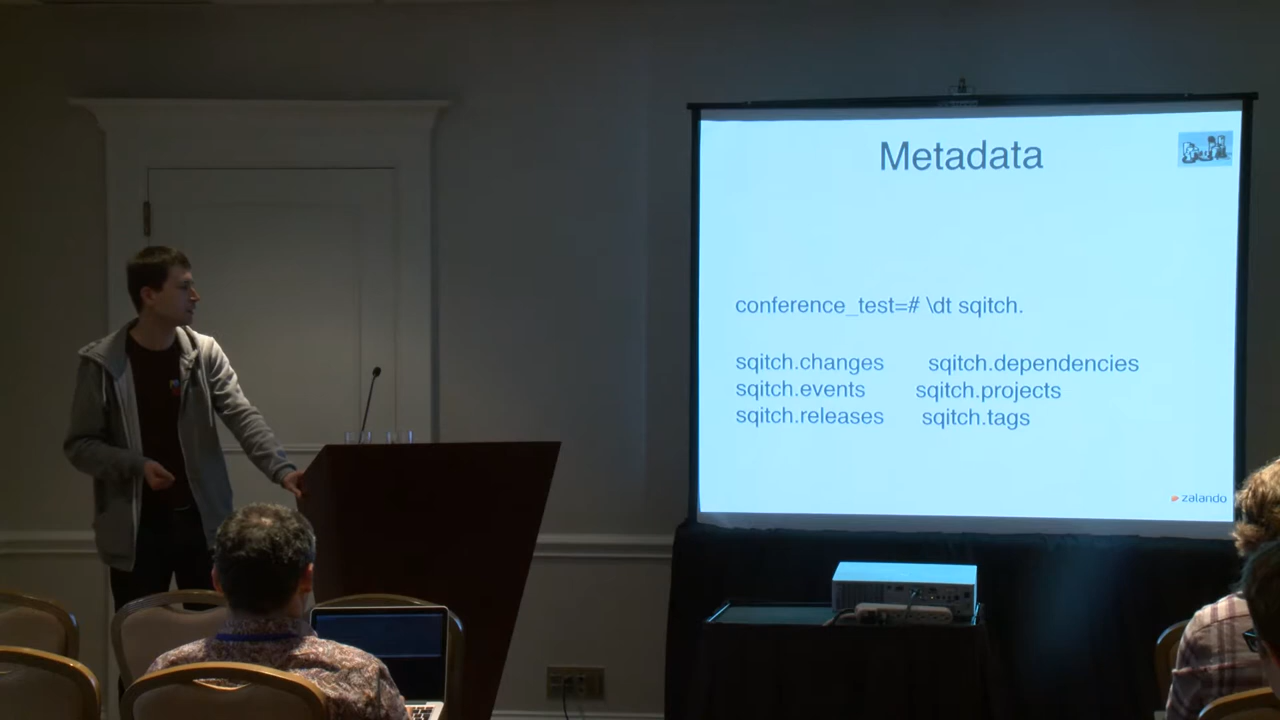 Metadata
conference_test=# \dt sqitch.
sqitch.changes sqitch.dependencies
sqitch.events sqitch.projects
sqitch.releases sqitch.tags
zalando